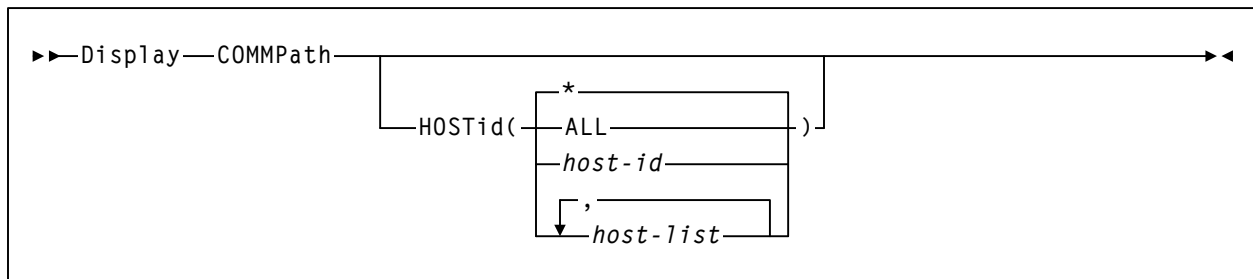 Display COMMPath
*
HOSTid( ALL )
host-id
,
host-list